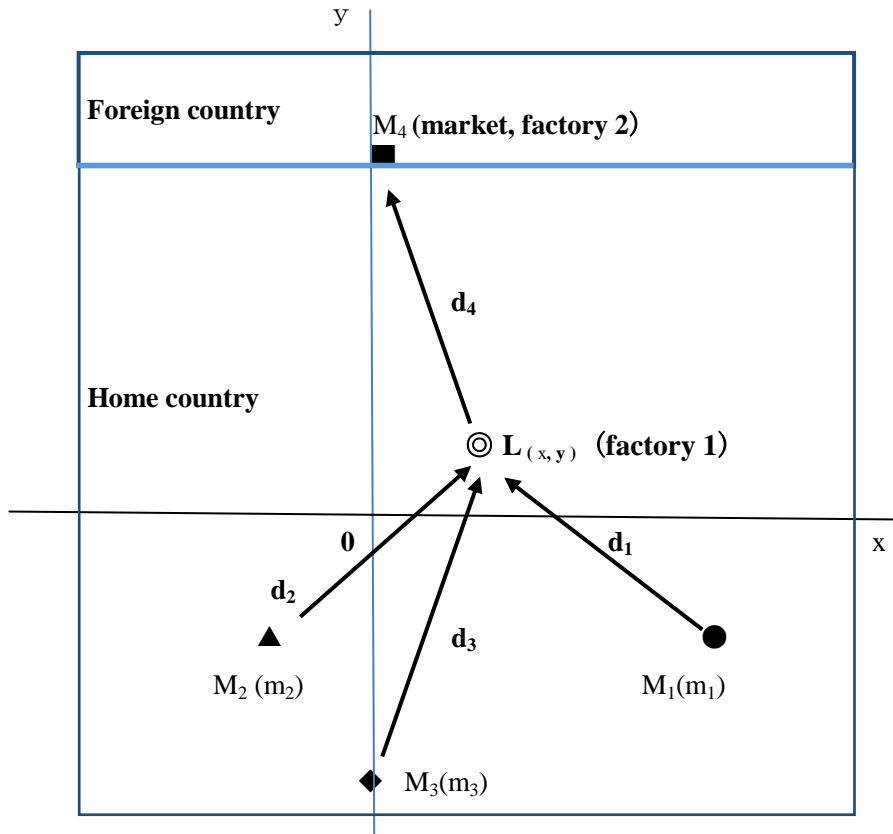 y
Foreign country
M₄ (market, factory 2)
d₄
Home country
L ( x, y ) (factory 1)
0
x
d₁
d₂
d₃
M₂ (m₂)
M₁(m₁)
M₃(m₃)